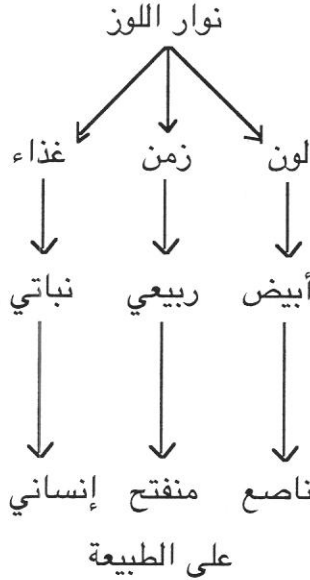 نوار اللوز
لون زمن غذاء
أبيض ربيعي نباتي
ناصع منفتح إنساني
على الطبيعة